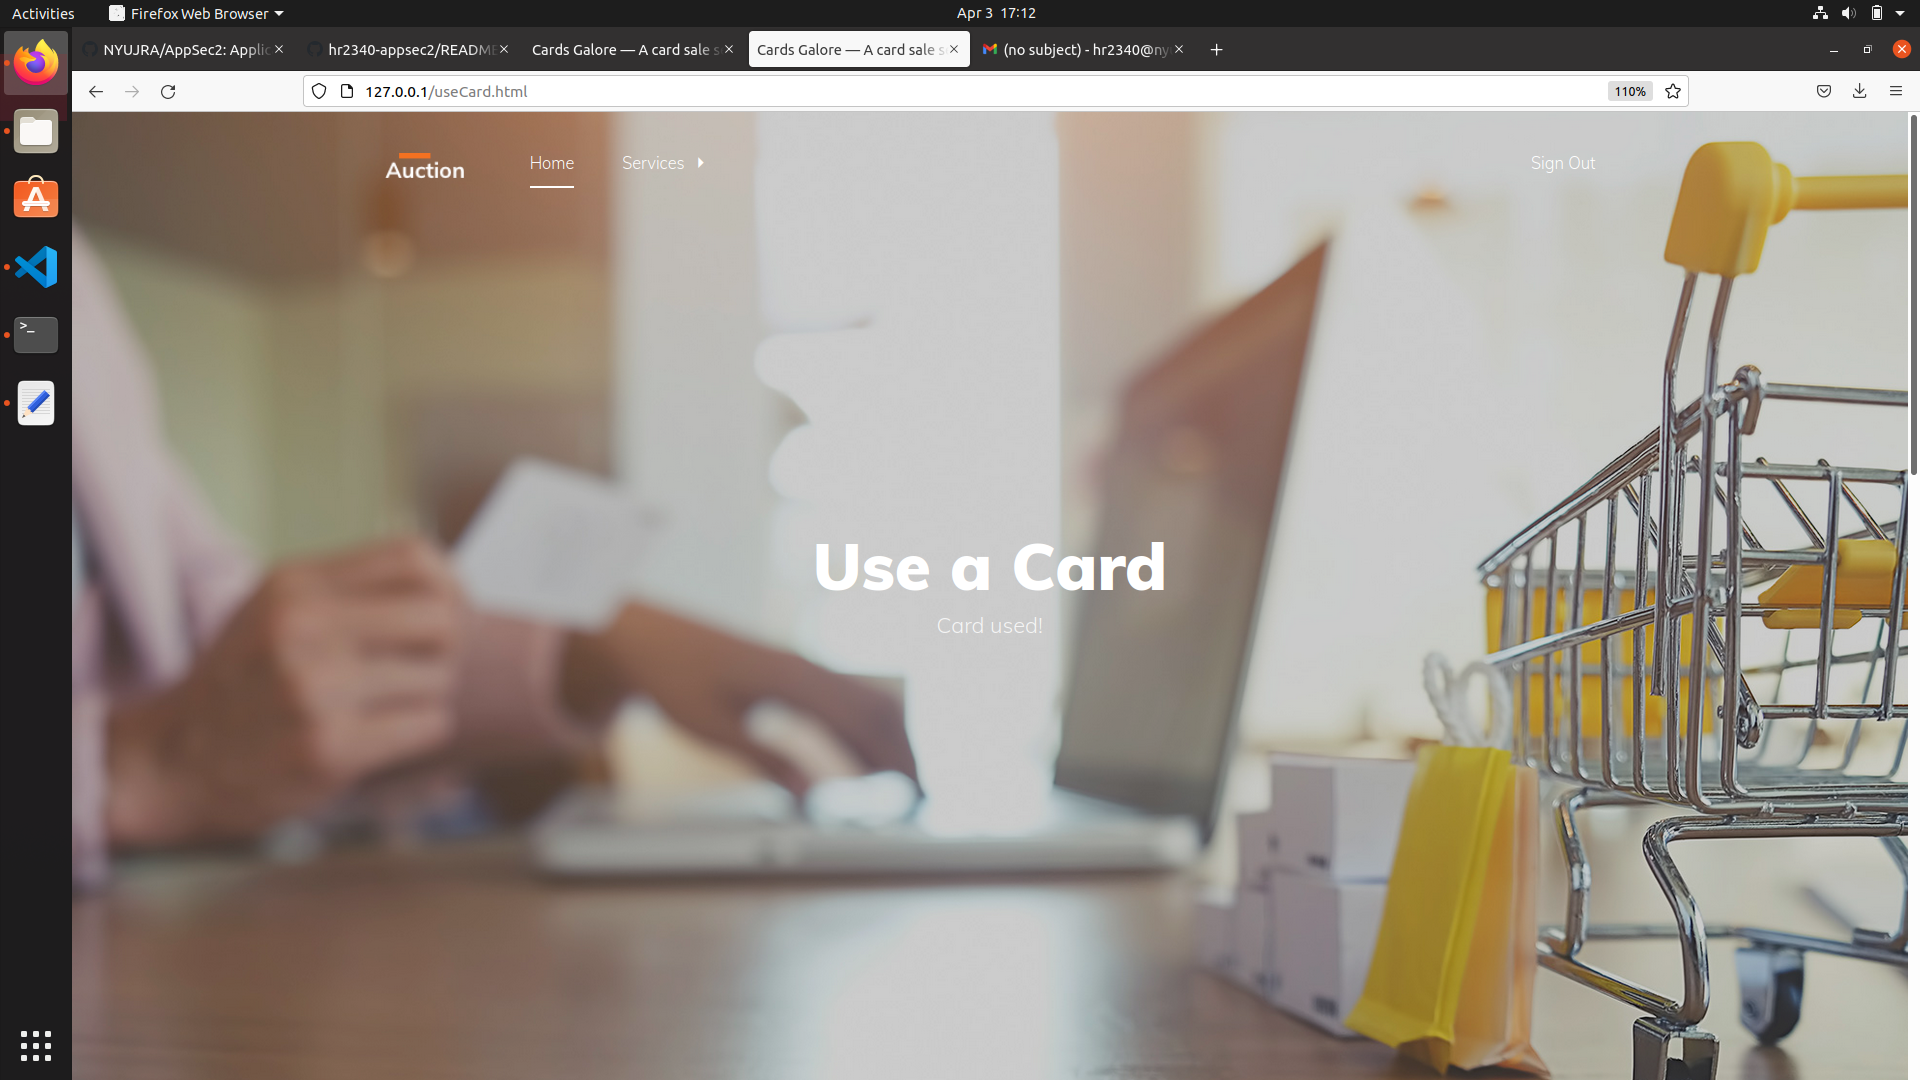 Activities
Firefox Web Browser
Apr 3 17:12
NYUJRA/AppSec2: Applic
hr2340-appsec2/README
Cards Galore — A card sale s
Cards Galore — A card sale s
(no subject) - hr2340@ny
127.0.0.1/useCard.html
110%
Auction
Home
Services
Sign Out
Use a Card
Card used!